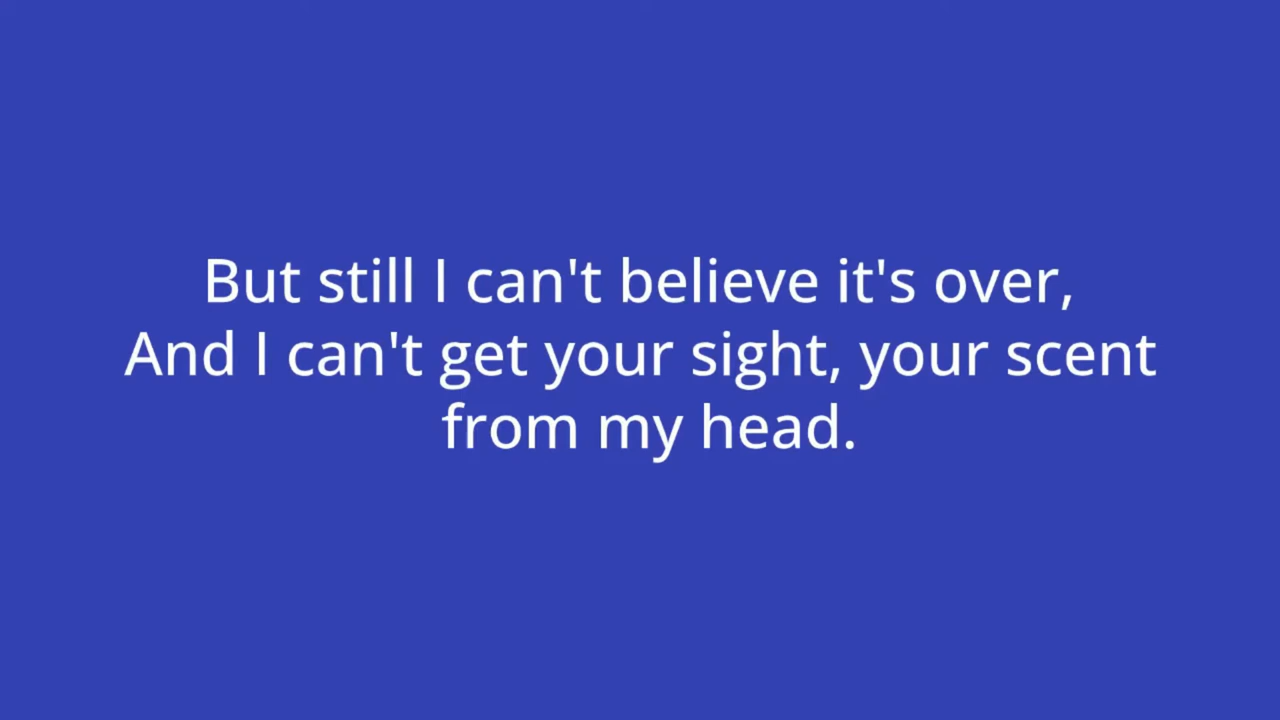 But still I can't believe it's over,
And I can't get your sight, your scent
from my head.